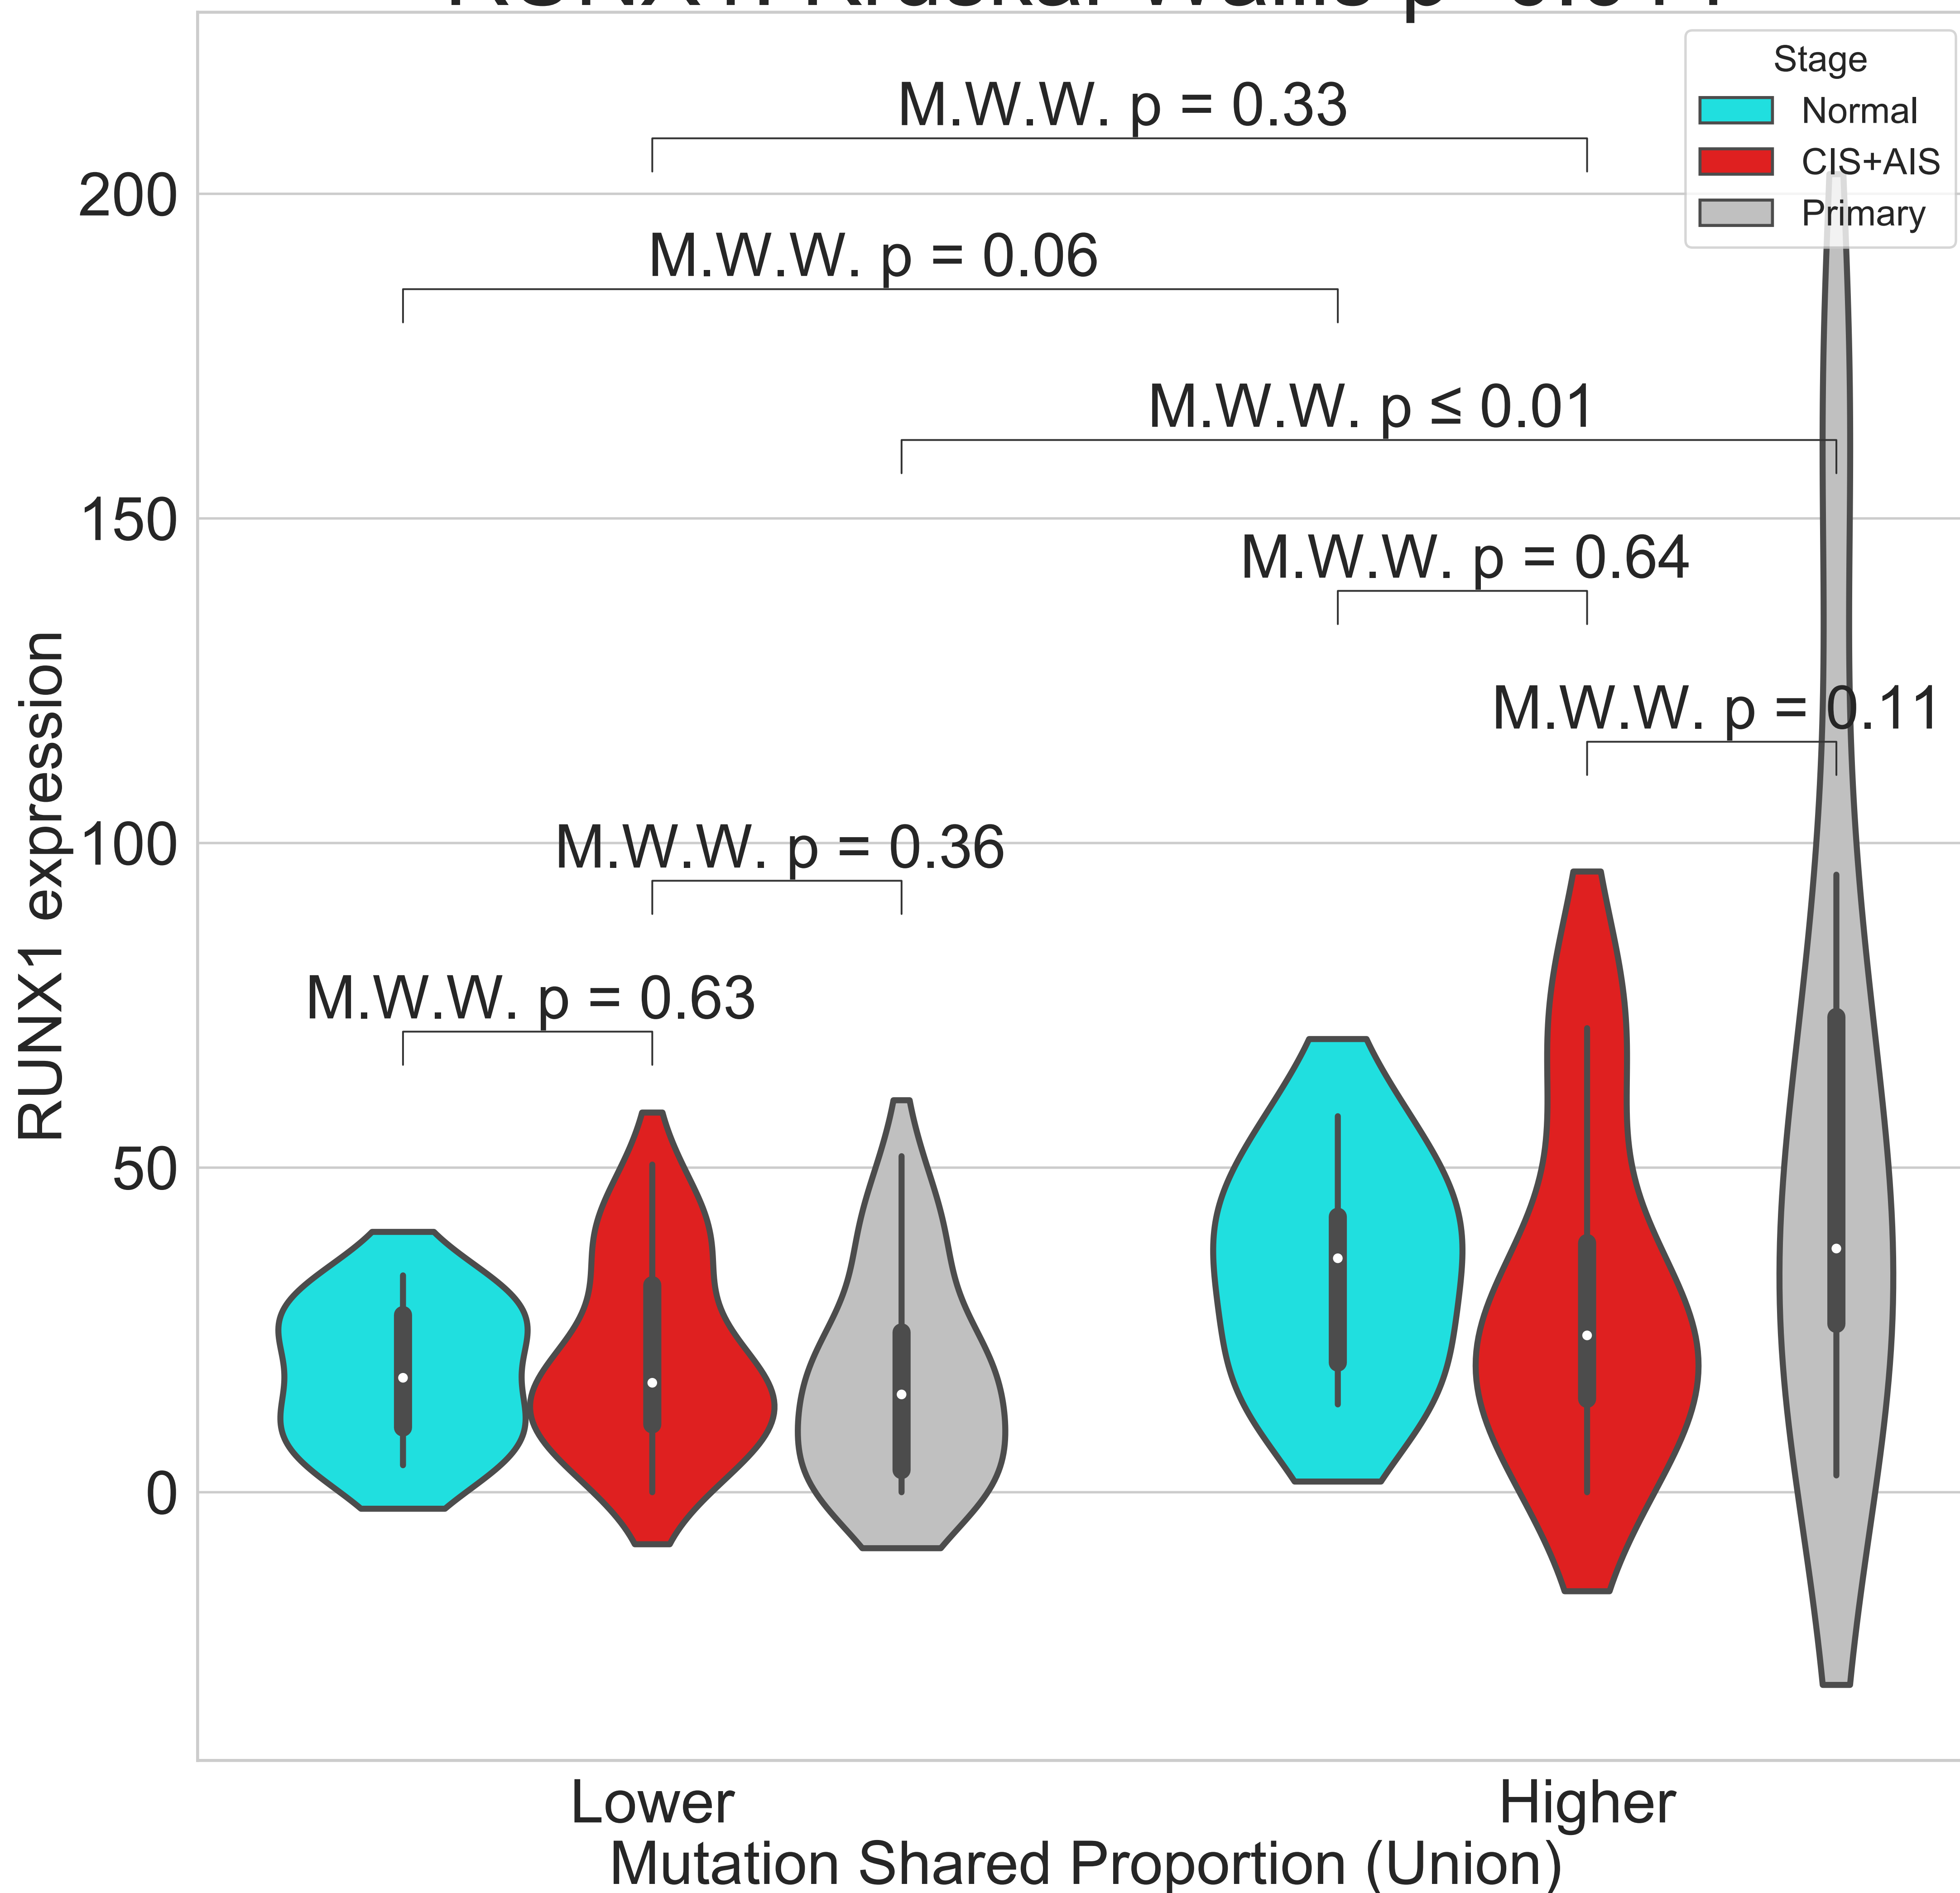 Stage
Normal
CIS+AIS
Primary
M.W.W. p = 0.33
200
M.W.W. p = 0.06
M.W.W. p ≤ 0.01
150
M.W.W. p = 0.64
M.W.W. p = 0.11
100
M.W.W. p = 0.36
M.W.W. p = 0.63
50
0
RUNX1 expression
Lower
Higher
Mutation Shared Proportion (Union)